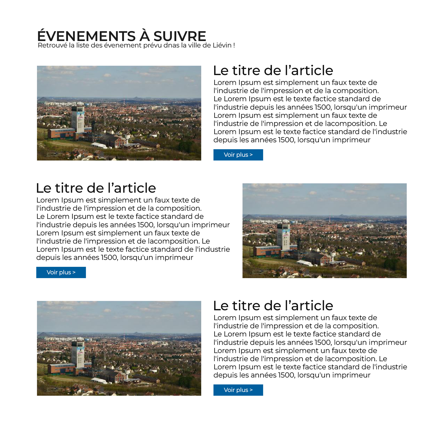 ÉVENEMENTS À SUIVRE
Retrouvé la liste des évenement prévu dnas la ville de Liévin !
Le titre de l'article
Lorem Ipsum est simplement un faux texte de
l'industrie de l'impression et de la composition.
Le Lorem Ipsum est le texte factice standard de
l'industrie depuis les années 1500, lorsqu'un imprimeur
Lorem Ipsum est simplement un faux texte de
l'industrie de l'impression et de lacomposition. Le
Lorem Ipsum est le texte factice standard de l'industrie
depuis les années 1500, lorsqu'un imprimeur
Voir plus >
Le titre de l'article
Lorem Ipsum est simplement un faux texte de
l'industrie de l'impression et de la composition.
Le Lorem Ipsum est le texte factice standard de
l'industrie depuis les années 1500, lorsqu'un imprimeur
Lorem Ipsum est simplement un faux texte de
l'industrie de l'impression et de lacomposition. Le
Lorem Ipsum est le texte factice standard de l'industrie
depuis les années 1500, lorsqu'un imprimeur
Voir plus >
Le titre de l'article
Lorem Ipsum est simplement un faux texte de
l'industrie de l'impression et de la composition.
Le Lorem Ipsum est le texte factice standard de
l'industrie depuis les années 1500, lorsqu'un imprimeur
Lorem Ipsum est simplement un faux texte de
l'industrie de l'impression et de lacomposition. Le
Lorem Ipsum est le texte factice standard de l'industrie
depuis les années 1500, lorsqu'un imprimeur
Voir plus >